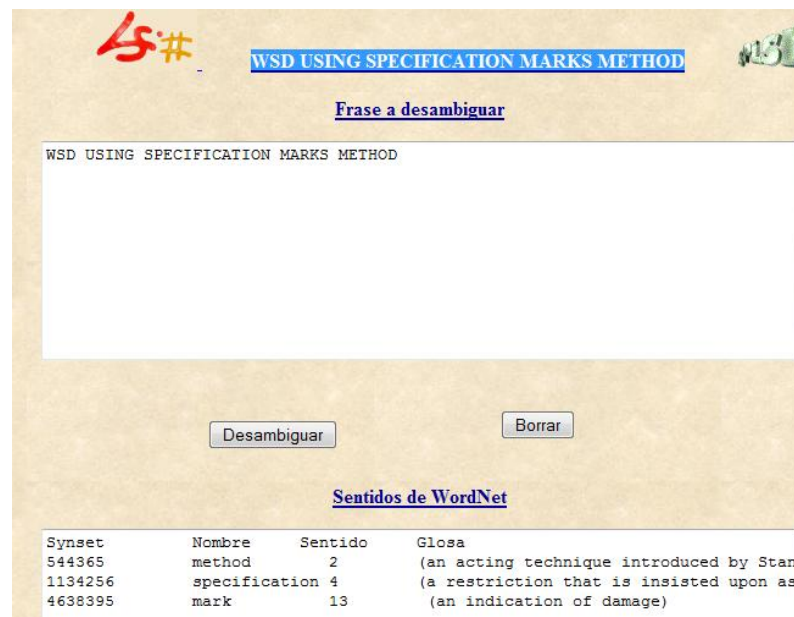 WSD USING SPECIFICATION MARKS METHOD
Frase a desambiguar
WSD USING SPECIFICATION MARKS METHOD
Desambiguar
Borrar
Sentidos de WordNet
Synset Nombre Sentido Glosa
544365 method 2 (an acting technique introduced by Stan
1134256 specification 4 (a restriction that is insisted upon as
4638395 mark 13 (an indication of damage)